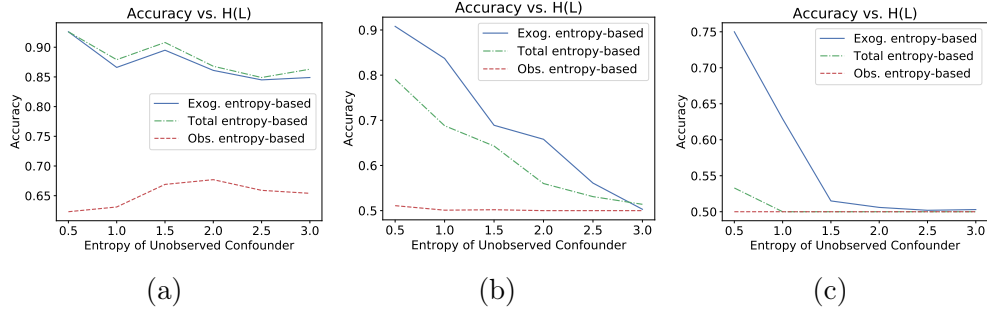 Accuracy vs. H(L)
Accuracy
0.90
0.85
0.80
0.75
0.70
0.65
Exog. entropy-based
Total entropy-based
Obs. entropy-based
0.5 1.0 1.5 2.0 2.5 3.0
Entropy of Unobserved Confounder
(a)
Accuracy vs. H(L)
Accuracy
0.9
0.8
0.7
0.6
0.5
Exog. entropy-based
Total entropy-based
Obs. entropy-based
0.5 1.0 1.5 2.0 2.5 3.0
Entropy of Unobserved Confounder
(b)
Accuracy vs. H(L)
Accuracy
0.75
0.70
0.65
0.60
0.55
0.50
Exog. entropy-based
Total entropy-based
Obs. entropy-based
0.5 1.0 1.5 2.0 2.5 3.0
Entropy of Unobserved Confounder
(c)